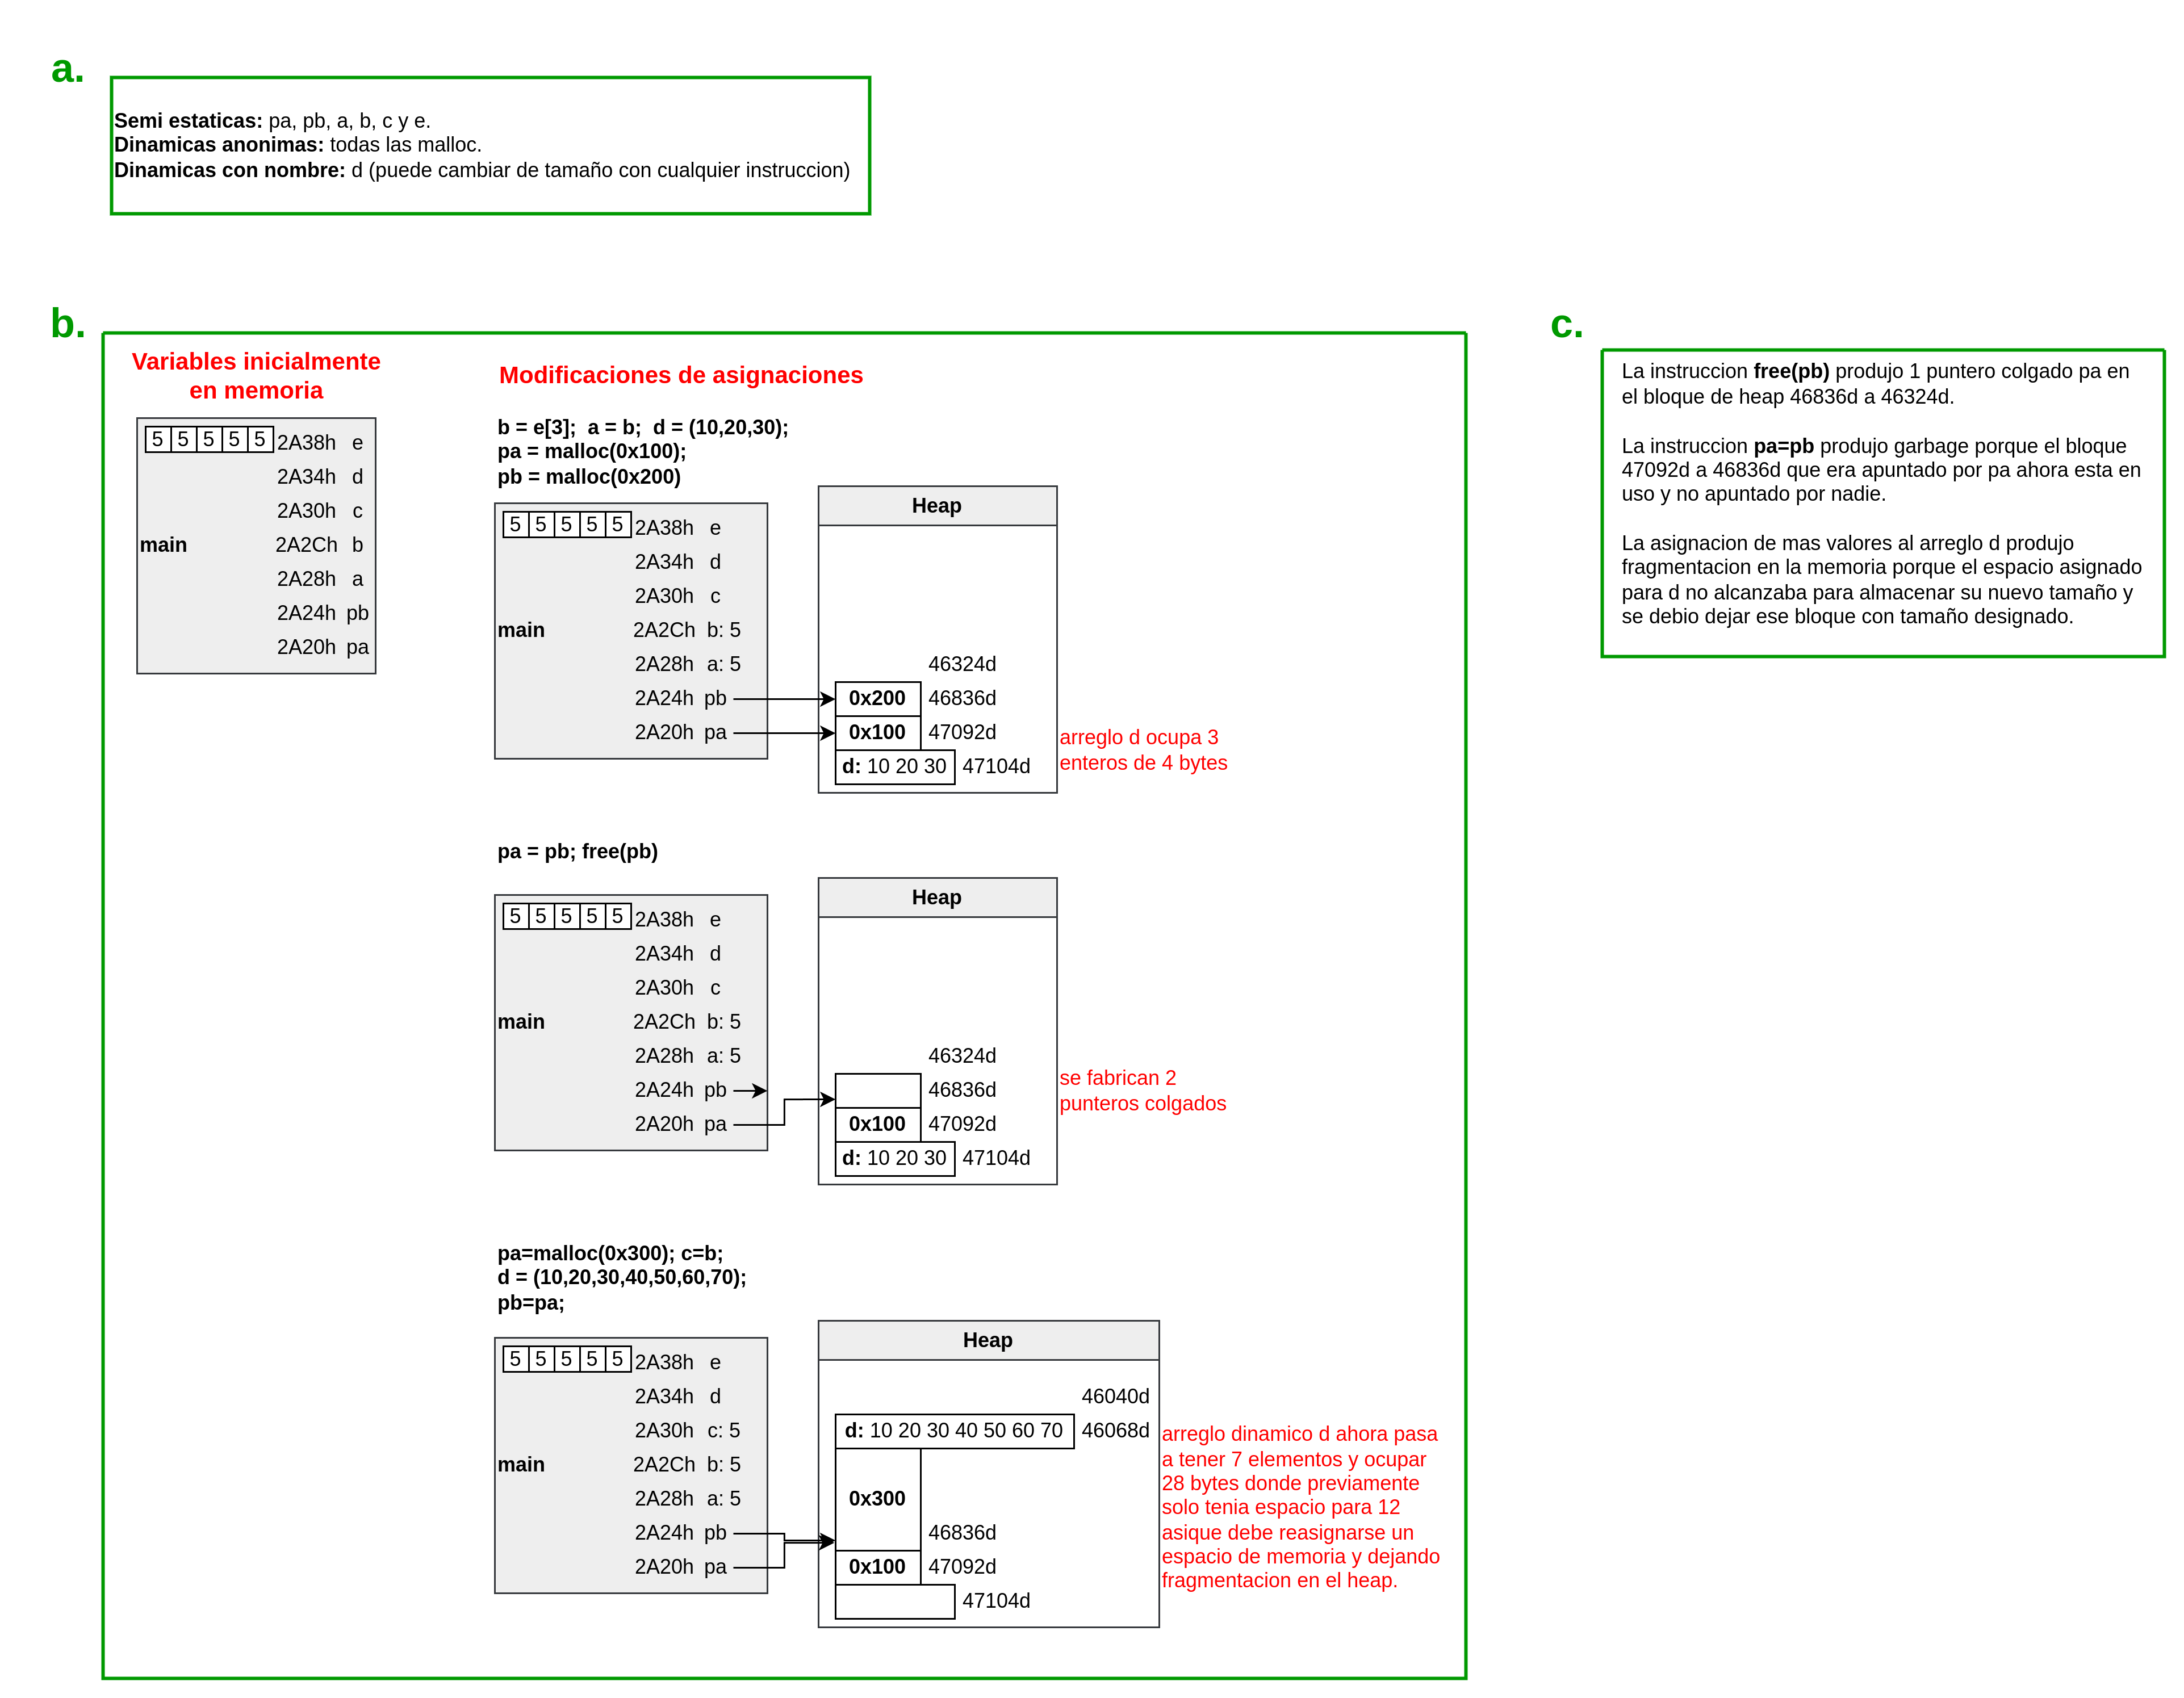 a.
Semi estaticas: pa, pb, a, b, c y e.
Dinamicas anonimas: todas las malloc.
Dinamicas con nombre: d (puede cambiar de tamaño con cualquier instruccion)
b.
Variables inicialmente
en memoria
5 5 5 5 5 2A38h e
2A34h d
2A30h c
main 2A2Ch b
2A28h a
2A24h pb
2A20h pa
Modificaciones de asignaciones
b = e[3]; a = b; d = (10,20,30);
pa = malloc(0x100);
pb = malloc(0x200)
5 5 5 5 5 2A38h e
2A34h d
2A30h c
main 2A2Ch b: 5
2A28h a: 5
2A24h pb
2A20h pa
Heap
46324d
0x200 46836d
0x100 47092d
d: 10 20 30 47104d
arreglo d ocupa 3
enteros de 4 bytes
pa = pb; free(pb)
5 5 5 5 5 2A38h e
2A34h d
2A30h c
main 2A2Ch b: 5
2A28h a: 5
2A24h pb
2A20h pa
Heap
46324d
46836d
0x100 47092d
d: 10 20 30 47104d
se fabrican 2
punteros colgados
pa=malloc(0x300); c=b;
d = (10,20,30,40,50,60,70);
pb=pa;
5 5 5 5 5 2A38h e
2A34h d
2A30h c: 5
main 2A2Ch b: 5
2A28h a: 5
2A24h pb
2A20h pa
Heap
46040d
d: 10 20 30 40 50 60 70 46068d
0x300
46836d
0x100 47092d
47104d
arreglo dinamico d ahora pasa
a tener 7 elementos y ocupar
28 bytes donde previamente
solo tenia espacio para 12
asique debe reasignarse un
espacio de memoria y dejando
fragmentacion en el heap.
c.
La instruccion free(pb) produjo 1 puntero colgado pa en
el bloque de heap 46836d a 46324d.
La instruccion pa=pb produjo garbage porque el bloque
47092d a 46836d que era apuntado por pa ahora esta en
uso y no apuntado por nadie.
La asignacion de mas valores al arreglo d produjo
fragmentacion en la memoria porque el espacio asignado
para d no alcanzaba para almacenar su nuevo tamaño y
se debio dejar ese bloque con tamaño designado.